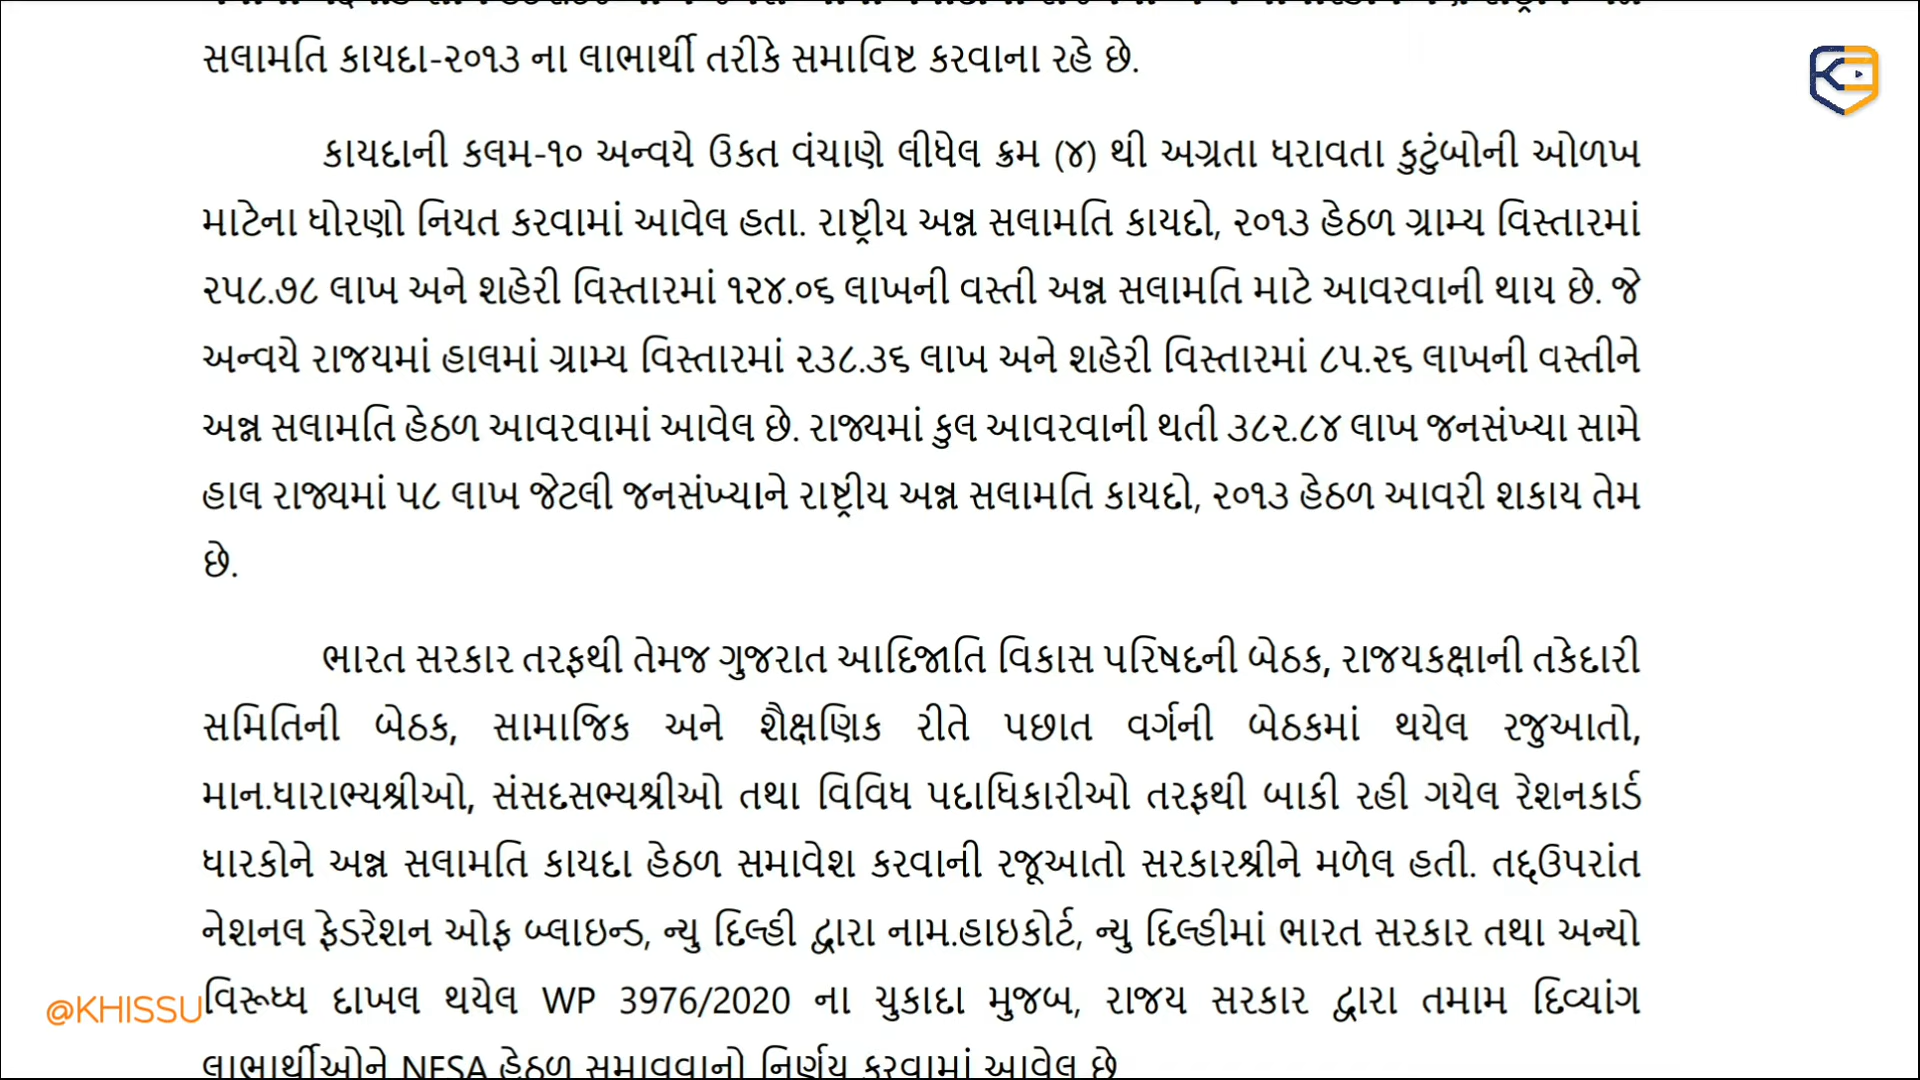 સલામતિ કાયદા-૨૦૧૩ ના લાભાર્થી તરીકે સમાવિષ્ટ કરવાના રહે છે.
કાયદાની કલમ-૧૦ અન્વયે ઉકત વંચાણે લીધેલ ક્રમ (૪) થી અગ્રતા ધરાવતા કુટુંબોની ઓળખ
માટેના ધોરણો નિયત કરવામાં આવેલ હતા. રાષ્ટ્રીય અન્ન સલામતિ કાયદો, ૨૦૧૩ હેઠળ ગ્રામ્ય વિસ્તારમાં
૨૫૮.૭૮ લાખ અને શહેરી વિસ્તારમાં ૧૨૪.૦૬ લાખની વસ્તી અન્ન સલામતિ માટે આવરવાની થાય છે. જે
અન્વયે રાજયમાં હાલમાં ગ્રામ્ય વિસ્તારમાં ૨૩૮.૩૬ લાખ અને શહેરી વિસ્તારમાં ૮૫.૨૬ લાખની વસ્તીને
અન્ન સલામતિ હેઠળ આવરવામાં આવેલ છે. રાજ્યમાં કુલ આવરવાની થતી ૩૮૨.૮૪ લાખ જનસંખ્યા સામે
હાલ રાજ્યમાં ૫૮ લાખ જેટલી જનસંખ્યાને રાષ્ટ્રીય અન્ન સલામતિ કાયદો, ૨૦૧૩ હેઠળ આવરી શકાય તેમ
છે.
ભારત સરકાર તરફથી તેમજ ગુજરાત આદિજાતિ વિકાસ પરિષદની બેઠક, રાજયકક્ષાની તકેદારી
સમિતિની બેઠક, સામાજિક અને શૈક્ષણિક રીતે પછાત વર્ગની બેઠકમાં થયેલ રજુઆતો,
માન.ધારાભ્યશ્રીઓ, સંસદસભ્યશ્રીઓ તથા વિવિધ પદાધિકારીઓ તરફથી બાકી રહી ગયેલ રેશનકાર્ડ
ધારકોને અન્ન સલામતિ કાયદા હેઠળ સમાવેશ કરવાની રજૂઆતો સરકારશ્રીને મળેલ હતી. તદ્દઉપરાંત
નેશનલ ફેડરેશન ઓફ બ્લાઇન્ડ, ન્યુ દિલ્હી દ્વારા નામ.હાઇકોર્ટ, ન્યુ દિલ્હીમાં ભારત સરકાર તથા અન્યો
વિરૂધ્ધ દાખલ થયેલ WP 3976/2020 ના ચુકાદા મુજબ, રાજય સરકાર દ્વારા તમામ દિવ્યાંગ
@KHISSU
લાભાર્થીઓને NFSA હેઠળ સમાવવાનો નિર્ણય કરવામાં આવેલ છે